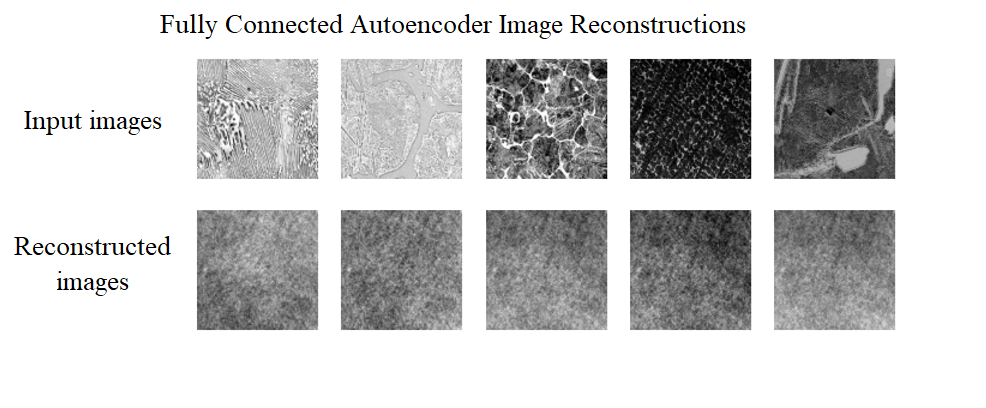 Fully Connected Autoencoder Image Reconstructions
Input images
Reconstructed
images